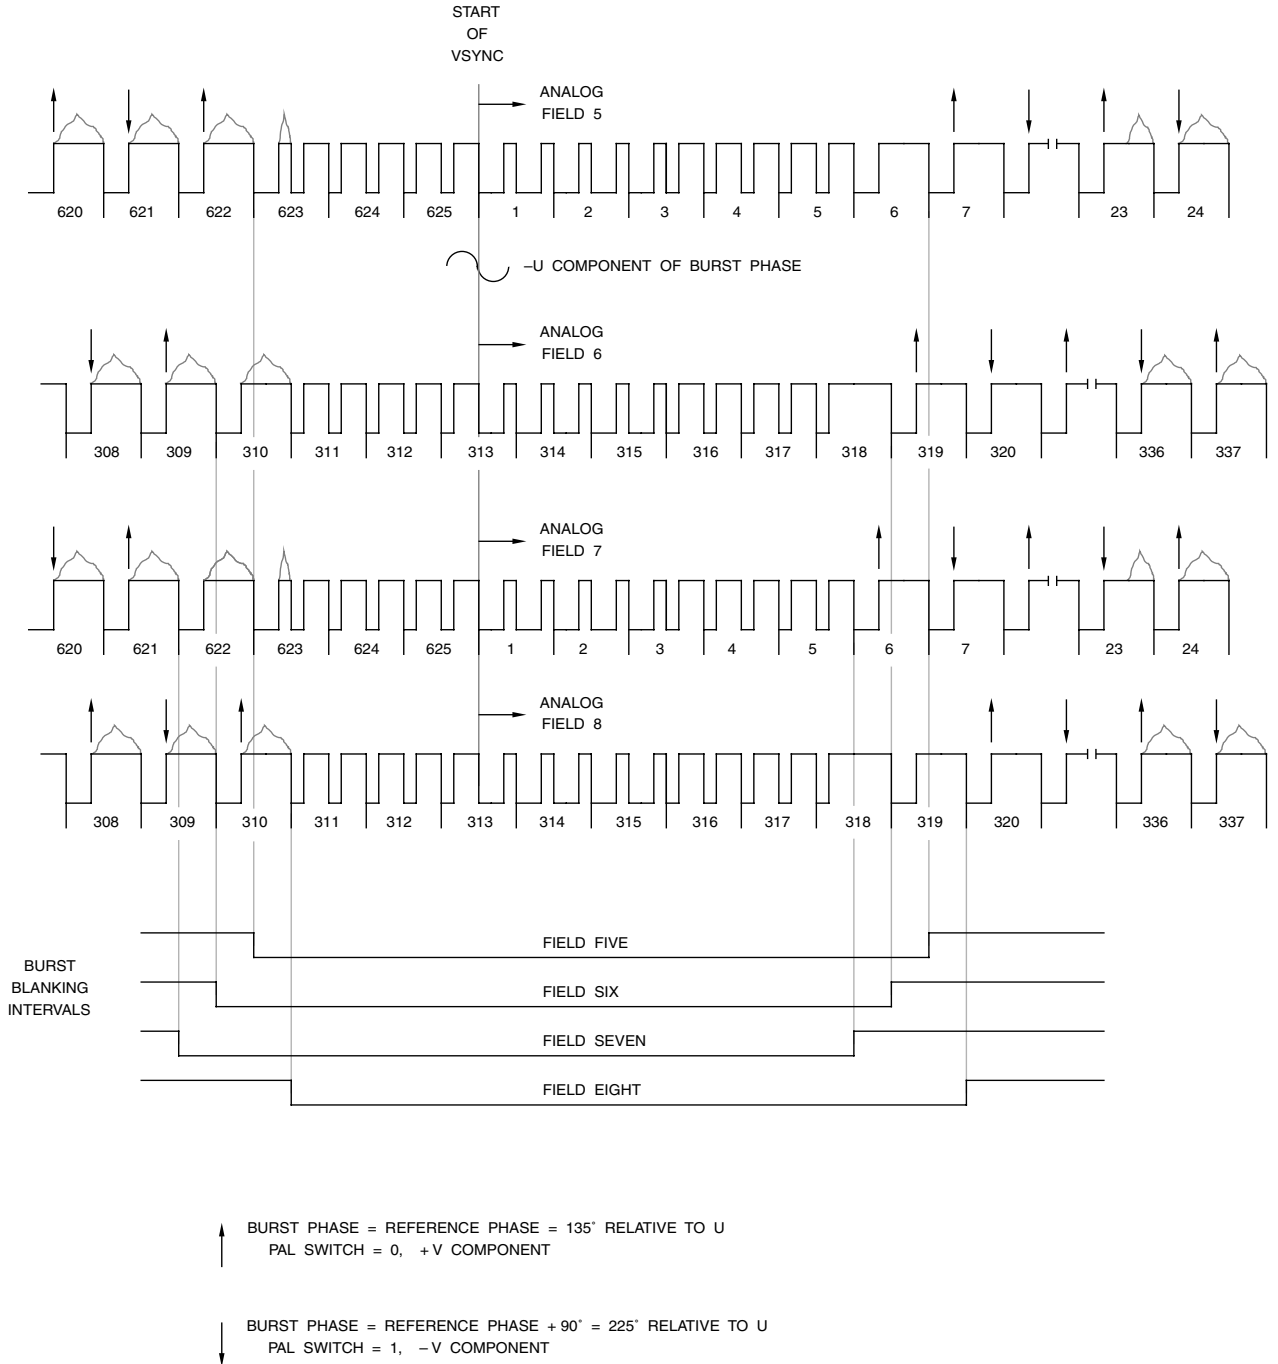 START
OF
VSYNC
ANALOG
FIELD 5
620 621 622 623 624 625 1 2 3 4 5 6 7 23 24
–U COMPONENT OF BURST PHASE
ANALOG
FIELD 6
308 309 310 311 312 313 314 315 316 317 318 319 320 336 337
ANALOG
FIELD 7
620 621 622 623 624 625 1 2 3 4 5 6 7 23 24
ANALOG
FIELD 8
308 309 310 311 312 313 314 315 316 317 318 319 320 336 337
BURST
BLANKING
INTERVALS
FIELD FIVE
FIELD SIX
FIELD SEVEN
FIELD EIGHT
BURST PHASE = REFERENCE PHASE = 135° RELATIVE TO U
PAL SWITCH = 0, +V COMPONENT
BURST PHASE = REFERENCE PHASE + 90° = 225° RELATIVE TO U
PAL SWITCH = 1, –V COMPONENT